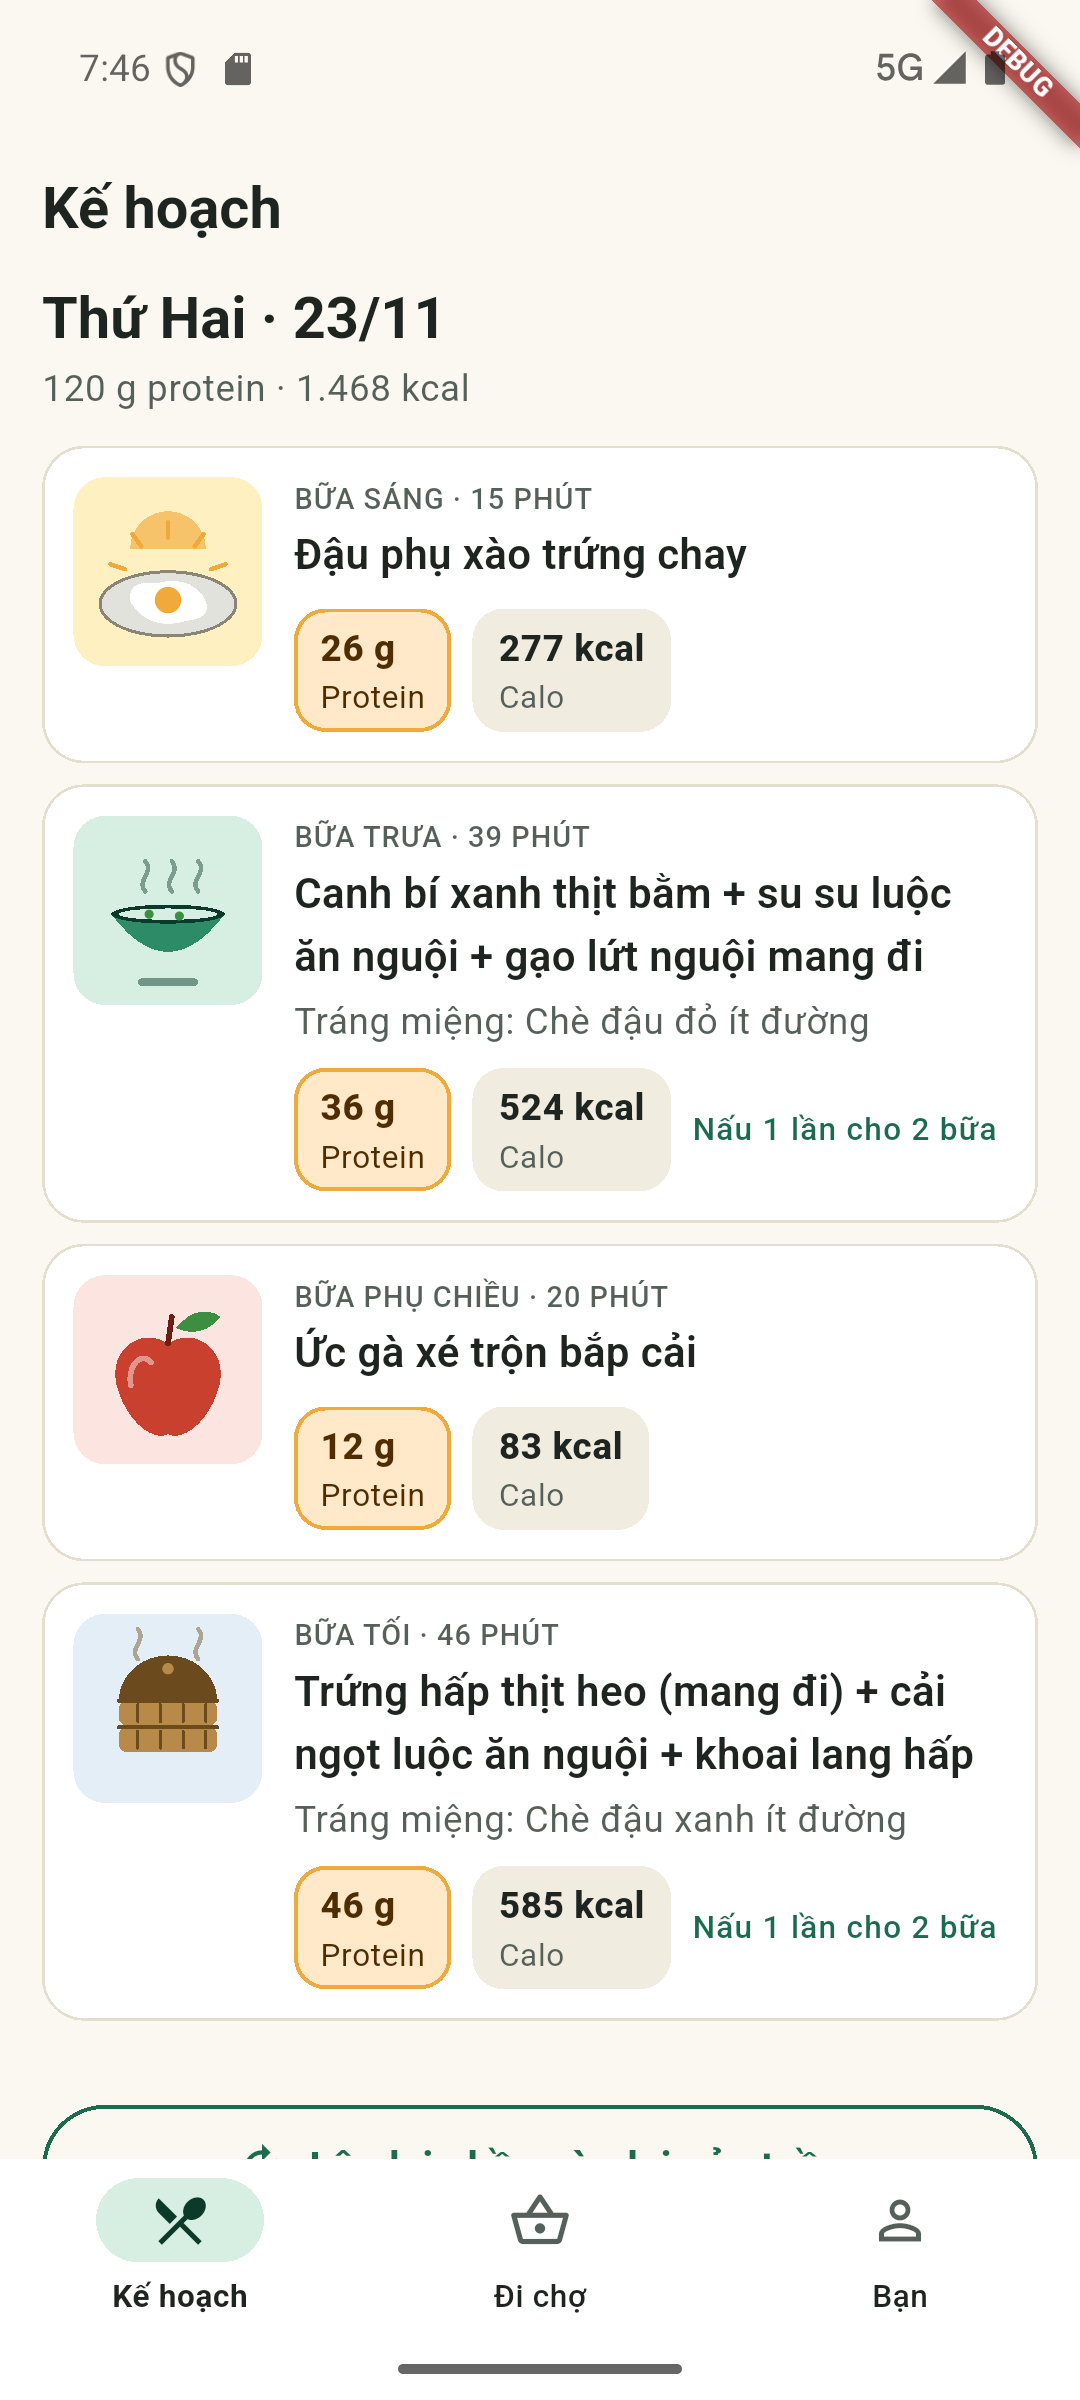 7:46
5G
DEBUG
Kế hoạch
Thứ Hai · 23/11
120 g protein · 1.468 kcal
BỮA SÁNG · 15 PHÚT
Đậu phụ xào trứng chay
26 g
Protein
277 kcal
Calo
BỮA TRƯA · 39 PHÚT
Canh bí xanh thịt bằm + su su luộc
ăn nguội + gạo lứt nguội mang đi
Tráng miệng: Chè đậu đỏ ít đường
36 g
Protein
524 kcal
Calo
Nấu 1 lần cho 2 bữa
BỮA PHỤ CHIỀU · 20 PHÚT
Ức gà xé trộn bắp cải
12 g
Protein
83 kcal
Calo
BỮA TỐI · 46 PHÚT
Trứng hấp thịt heo (mang đi) + cải
ngọt luộc ăn nguội + khoai lang hấp
Tráng miệng: Chè đậu xanh ít đường
46 g
Protein
585 kcal
Calo
Nấu 1 lần cho 2 bữa
Kế hoạch
Đi chợ
Bạn